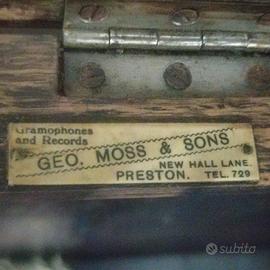 Gramophones
and Records
GEO. MOSS & SONS
NEW HALL LANE.
PRESTON. TEL. 729
subito